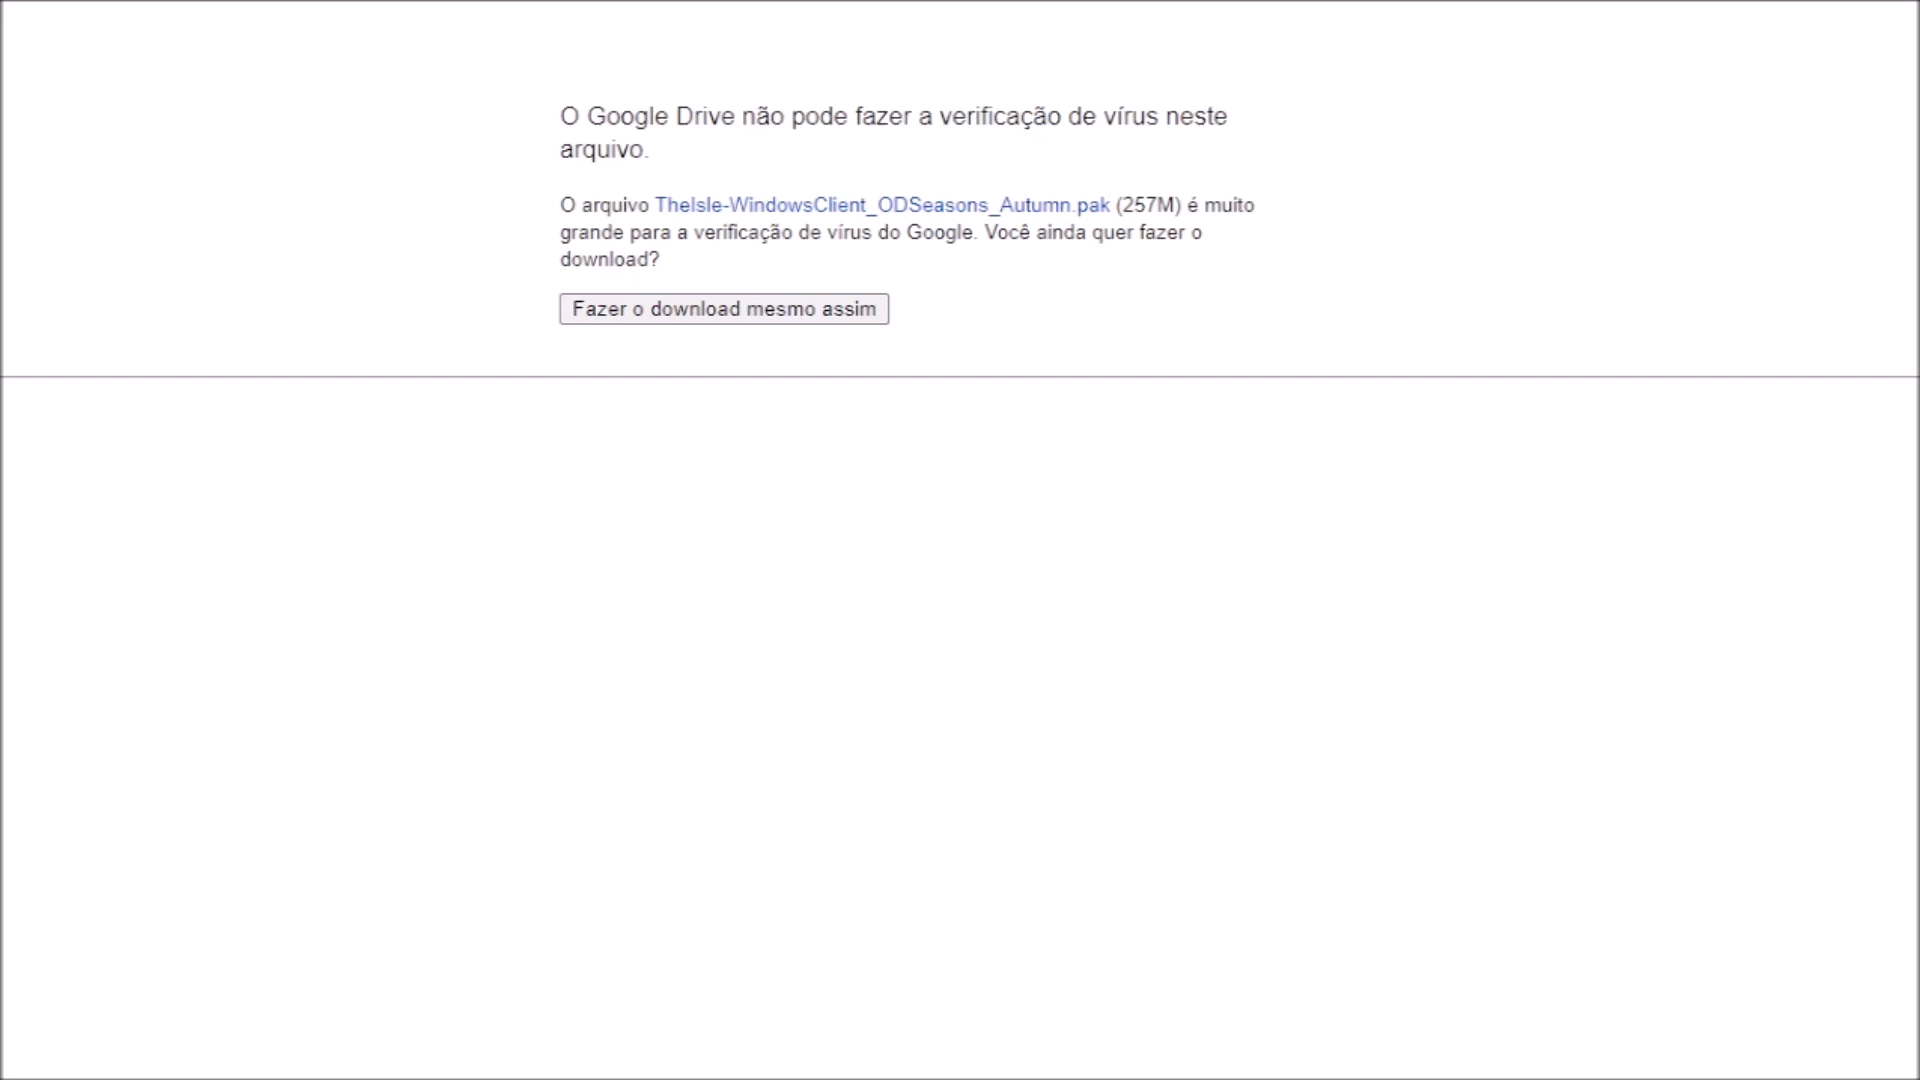 O Google Drive não pode fazer a verificação de vírus neste
arquivo.
O arquivo TheIsle-WindowsClient_ODSeasons_Autumn.pak (257M) é muito
grande para a verificação de vírus do Google. Você ainda quer fazer o
download?
Fazer o download mesmo assim